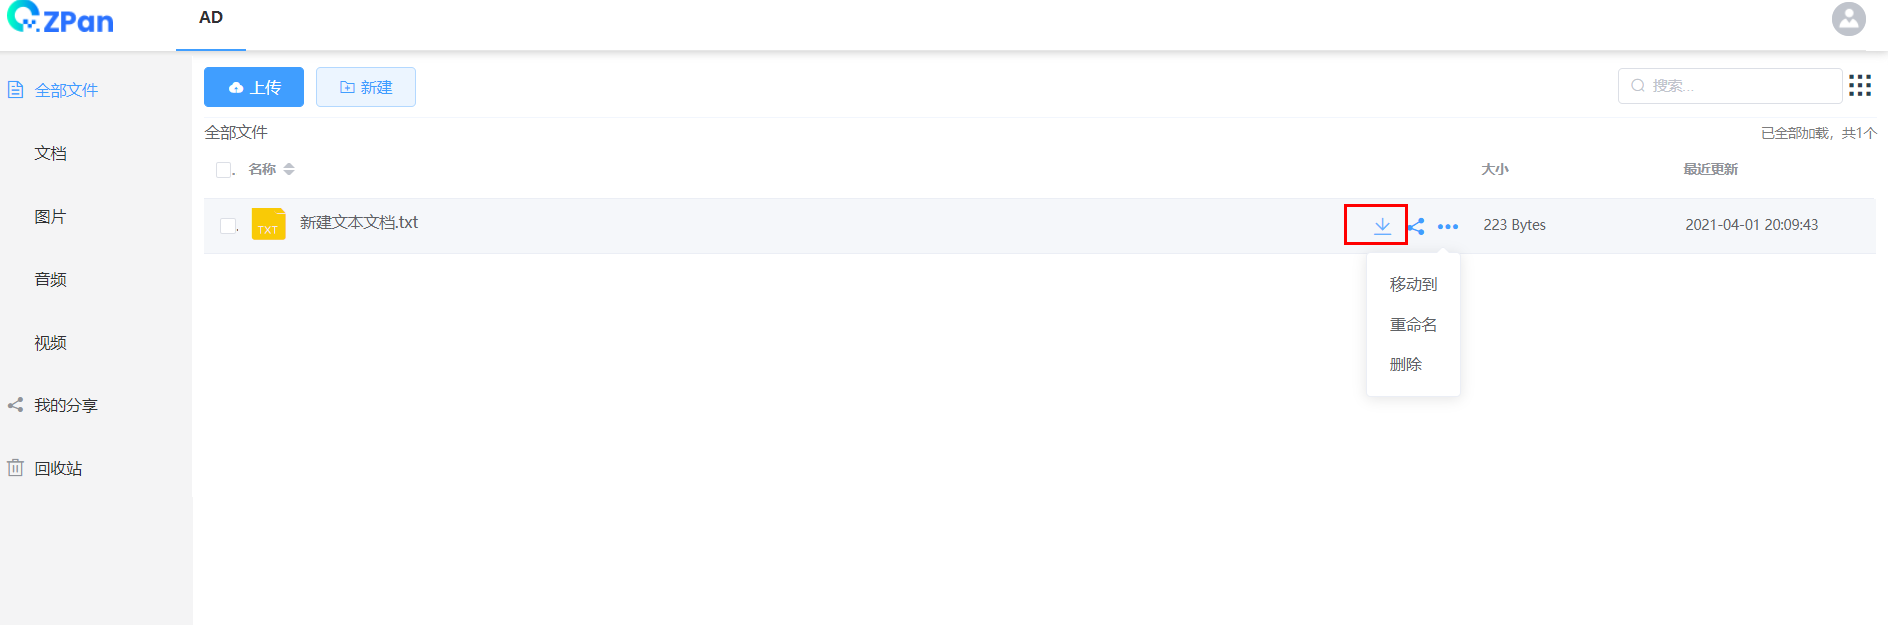 ZPan
AD
全部文件
文档
图片
音频
视频
我的分享
回收站
上传
新建
搜索...
全部文件
已全部加载，共1个
名称
大小
最近更新
TXT
新建文本文档.txt
223 Bytes
2021-04-01 20:09:43
移动到
重命名
删除